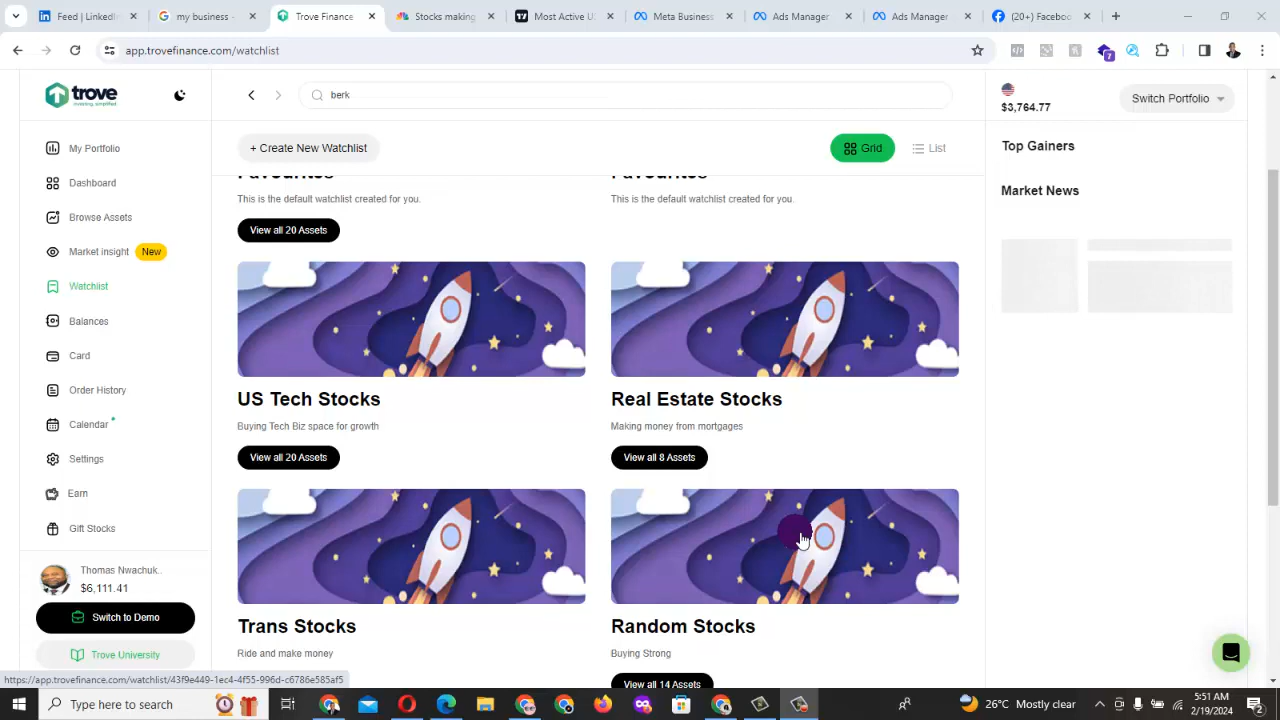 Feed | LinkedIn
my business -
Trove Finance
Stocks making
Most Active U
Meta Business
Ads Manager
Ads Manager
(20+) Faceboo
app.trovefinance.com/watchlist
7
trove
investing, simplified
berk
$3,764.77
Switch Portfolio
+ Create New Watchlist
Grid
List
My Portfolio
Dashboard
Browse Assets
Market insight New
Watchlist
Balances
Card
Order History
Calendar
Settings
Earn
Gift Stocks
Thomas Nwachuk..
$6,111.41
Switch to Demo
Trove University
Favourites
This is the default watchlist created for you.
View all 20 Assets
Favourites
This is the default watchlist created for you.
US Tech Stocks
Buying Tech Biz space for growth
View all 20 Assets
Real Estate Stocks
Making money from mortgages
View all 8 Assets
Trans Stocks
Ride and make money
Random Stocks
Buying Strong
View all 14 Assets
Top Gainers
Market News
https://app.trovefinance.com/watchlist/43f9e449-1ec4-4f55-996d-c6786e585af5
Type here to search
26°C Mostly clear
5:51 AM
2/19/2024
2